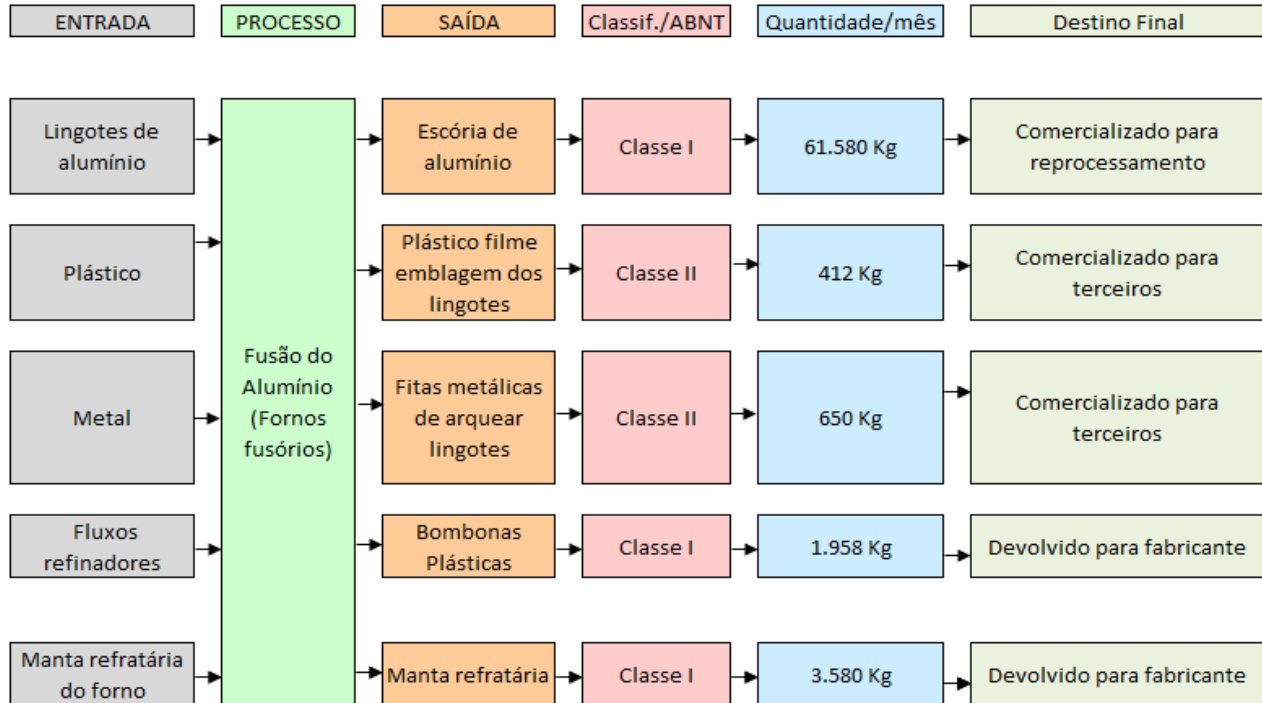 ENTRADA
PROCESSO
SAÍDA
Classif./ABNT
Quantidade/mês
Destino Final
Lingotes de
alumínio
Escória de
alumínio
Classe I
61.580 Kg
Comercializado para
reprocessamento
Plástico
Plástico filme
emblagem dos
lingotes
Classe II
412 Kg
Comercializado para
terceiros
Fusão do
Alumínio
(Fornos
fusórios)
Metal
Fitas metálicas
de arquear
lingotes
Classe II
650 Kg
Comercializado para
terceiros
Fluxos
refinadores
Bombonas
Plásticas
Classe I
1.958 Kg
Devolvido para fabricante
Manta refratária
do forno
Manta refratária
Classe I
3.580 Kg
Devolvido para fabricante